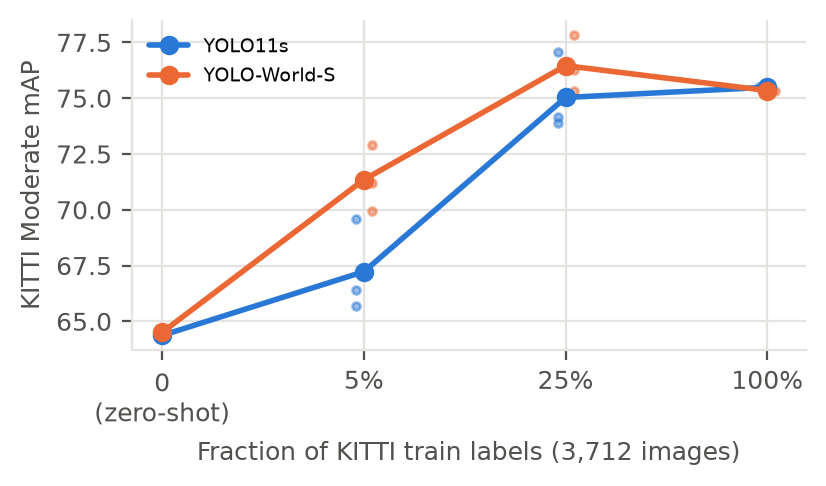 KITTI Moderate mAP
77.5
75.0
72.5
70.0
67.5
65.0
YOLO11s
YOLO-World-S
0
(zero-shot)
5%
25%
100%
Fraction of KITTI train labels (3,712 images)